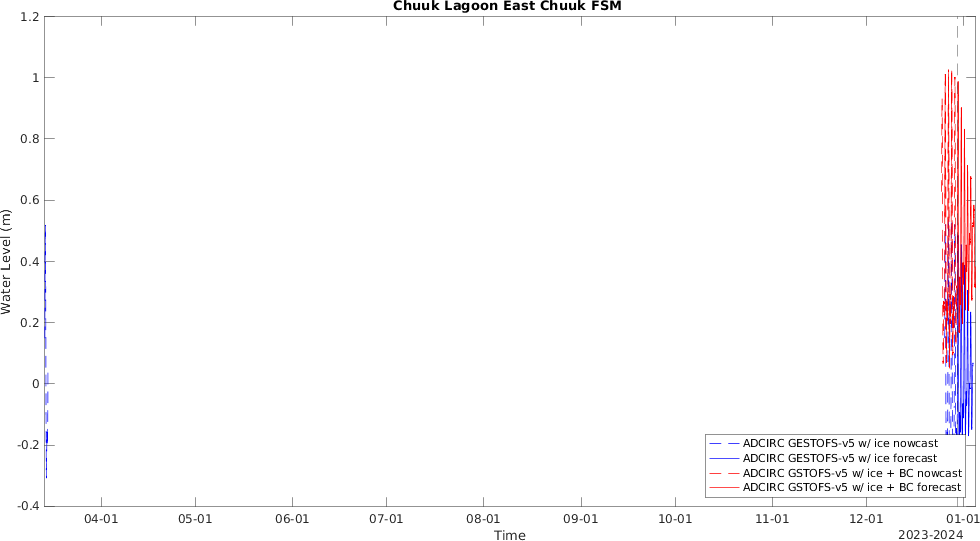 Chuuk Lagoon East Chuuk FSM
1.2
1
0.8
0.6
0.4
0.2
0
-0.2
-0.4
Water Level (m)
04-01 05-01 06-01 07-01 08-01 09-01 10-01 11-01 12-01 01-01
Time
2023-2024
ADCIRC GESTOFS-v5 w/ ice nowcast
ADCIRC GESTOFS-v5 w/ ice forecast
ADCIRC GSTOFS-v5 w/ ice + BC nowcast
ADCIRC GSTOFS-v5 w/ ice + BC forecast